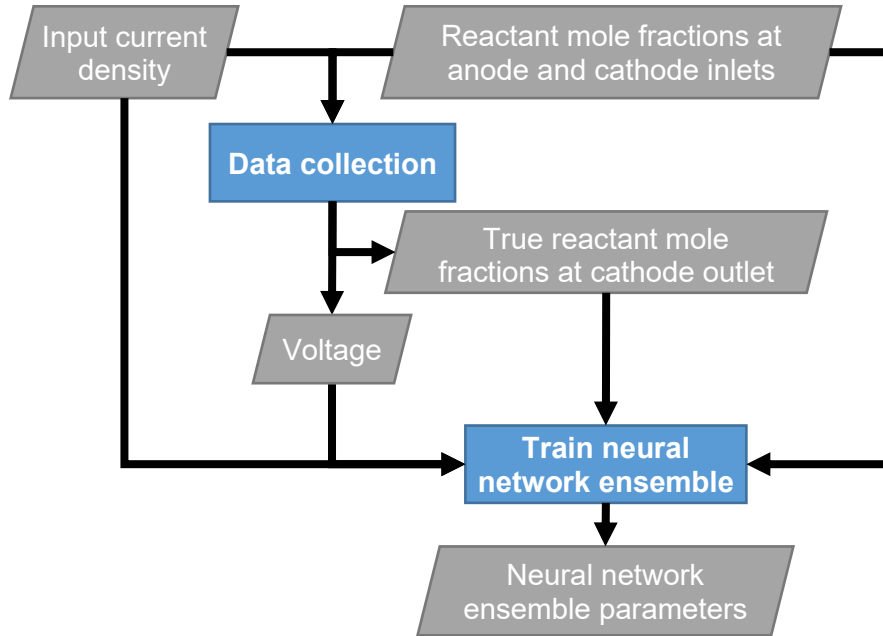 Input current
density
Reactant mole fractions at
anode and cathode inlets
Data collection
True reactant mole
fractions at cathode outlet
Voltage
Train neural
network ensemble
Neural network
ensemble parameters